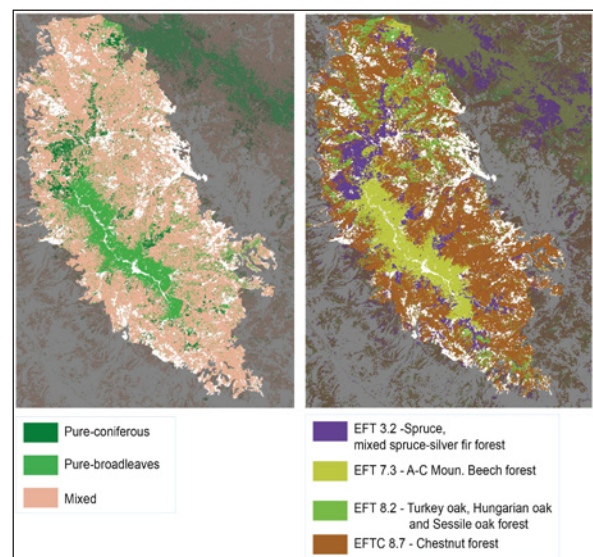 Pure-coniferous
Pure-broadleaves
Mixed
EFT 3.2 -Spruce,
mixed spruce-silver fir forest
EFT 7.3 - A-C Moun. Beech forest
EFT 8.2 - Turkey oak, Hungarian oak
and Sessile oak forest
EFTC 8.7 - Chestnut forest